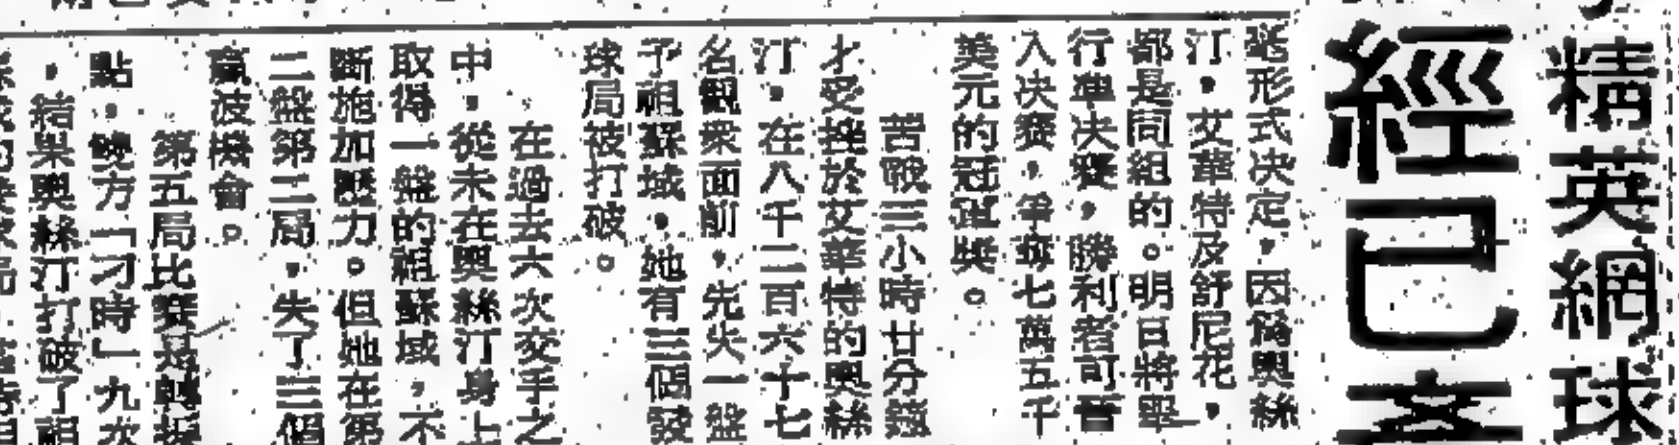 精英網球
經已
毫形式決定，因爲奧絲
汀，艾華特及舒尼花，
都是同組的。明日將舉
行準決賽，勝利者可晉
入決賽，爭奪七萬五千
美元的冠軍獎。
苦戰三小時廿分鐘
才受挫於艾華特的奧絲
汀，在八千二百六十七
名觀衆面前，先失一盤
予祖蘇域，她有三個發
球局被打破。
在過去六次交手之
中，從未在奧絲汀身上
取得一盤的祖蘇域，不
斷施加壓力。但她在第
二盤第二局，失了三個
贏波機會。
第五局比賽是轉捩
點，雙方「刁時」九次
，結果奧絲汀打破了祖